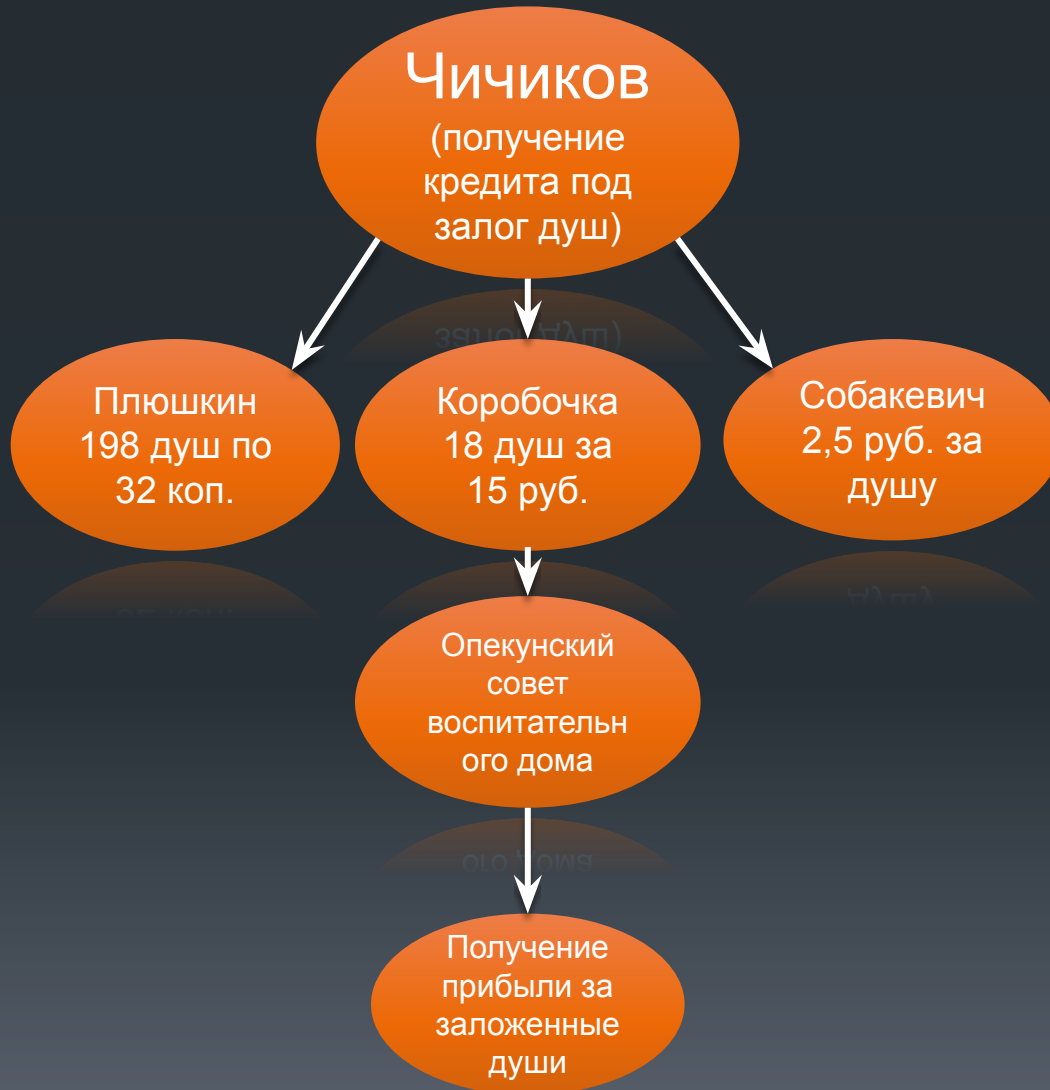 Чичиков
(получение
кредита под
залог душ)
Плюшкин
198 душ по
32 коп.
Коробочка
18 душ за
15 руб.
Собакевич
2,5 руб. за
душу
Опекунский
совет
воспитательн
ого дома
Получение
прибыли за
заложенные
души